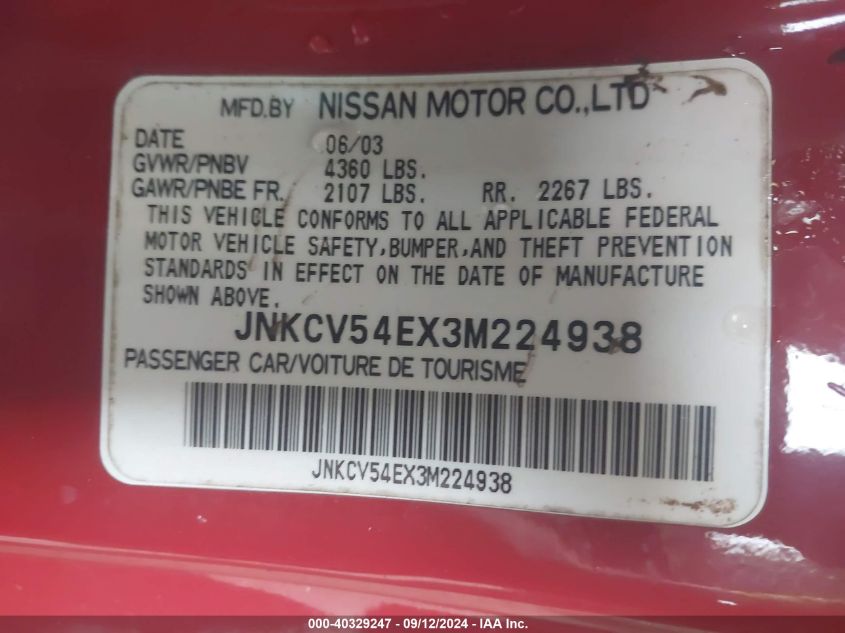 MFD.BY NISSAN MOTOR CO.,LTD
DATE 06/03
GVWR/PNBV 4360 LBS.
GAWR/PNBE FR. 2107 LBS. RR. 2267 LBS.
THIS VEHICLE CONFORMS TO ALL APPLICABLE FEDERAL
MOTOR VEHICLE SAFETY,BUMPER,AND THEFT PREVENTION
STANDARDS IN EFFECT ON THE DATE OF MANUFACTURE
SHOWN ABOVE.
JNKCV54EX3M224938
PASSENGER CAR/VOITURE DE TOURISME
JNKCV54EX3M224938
000-40329247 - 09/12/2024 - IAA Inc.